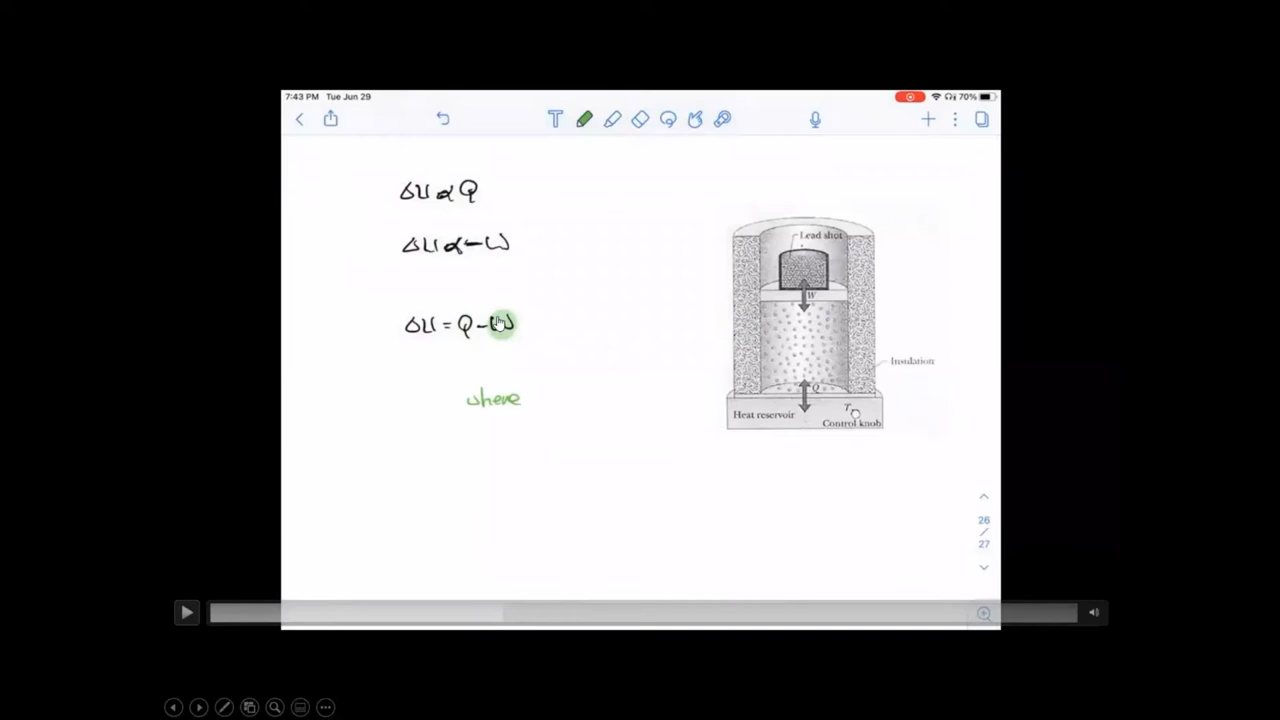 7:43 PM Tue Jun 29
70%
ΔU α Q
ΔU α -W
ΔU = Q - W
where
Lead shot
W
Insulation
Q
T
Heat reservoir
Control knob
26
/
27